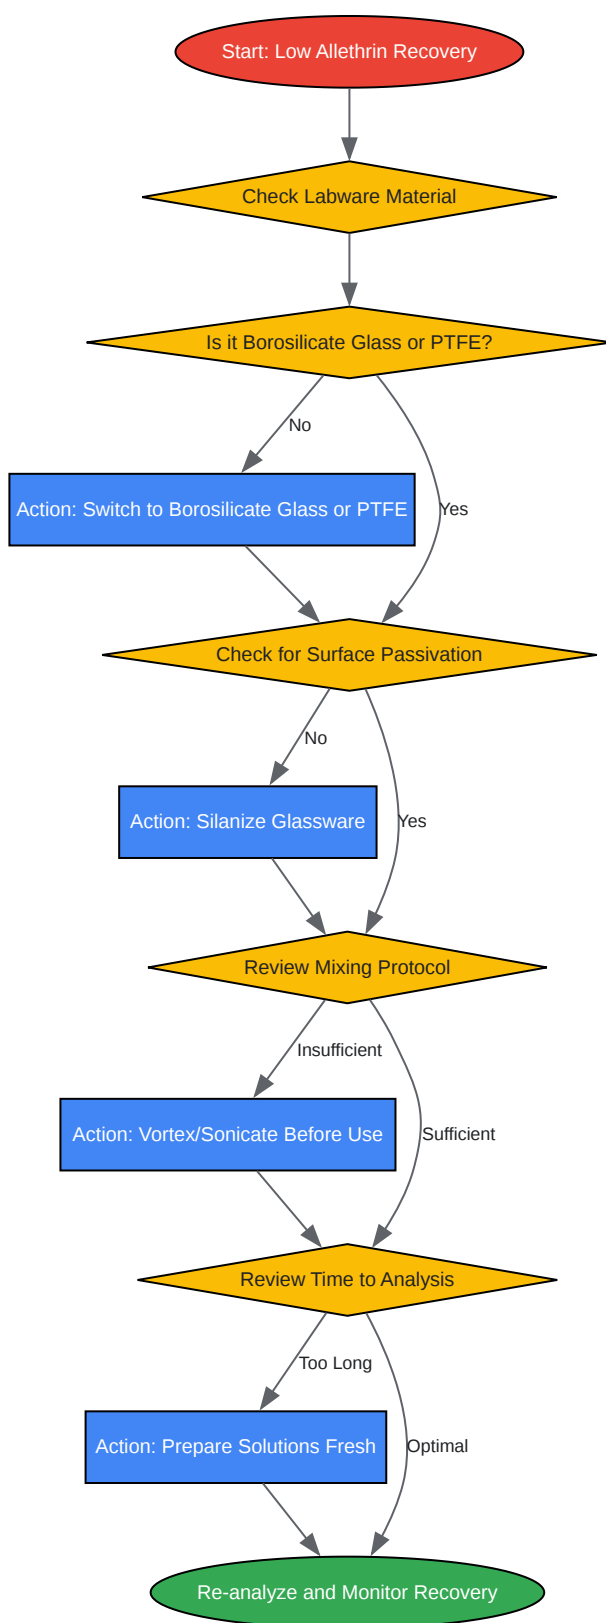 Start: Low Allethrin Recovery
Check Labware Material
Is it Borosilicate Glass or PTFE?
No
Action: Switch to Borosilicate Glass or PTFE
Yes
Check for Surface Passivation
No
Action: Silanize Glassware
Yes
Review Mixing Protocol
Insufficient
Action: Vortex/Sonicate Before Use
Sufficient
Review Time to Analysis
Too Long
Action: Prepare Solutions Fresh
Optimal
Re-analyze and Monitor Recovery